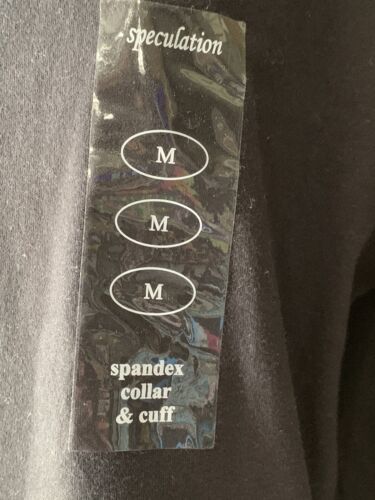 speculation
M
M
M
spandex
collar
& cuff